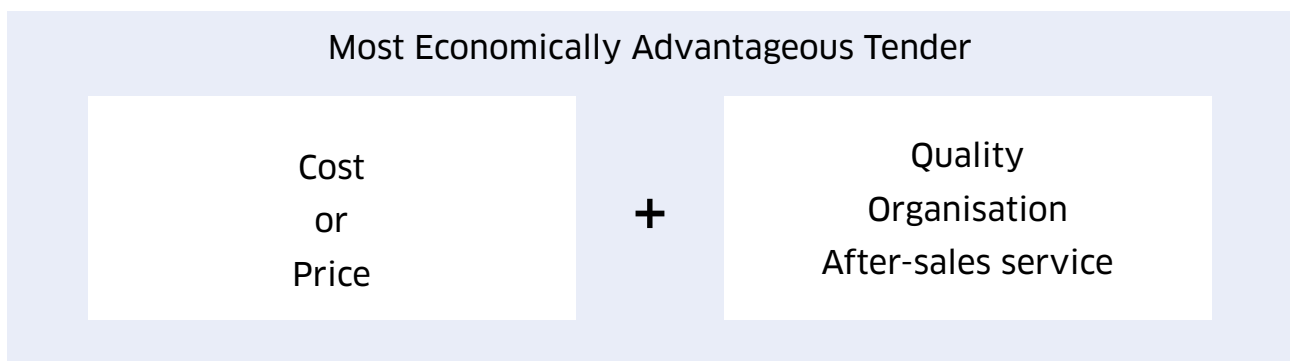 Most Economically Advantageous Tender
Cost
or
Price
+
Quality
Organisation
After-sales service